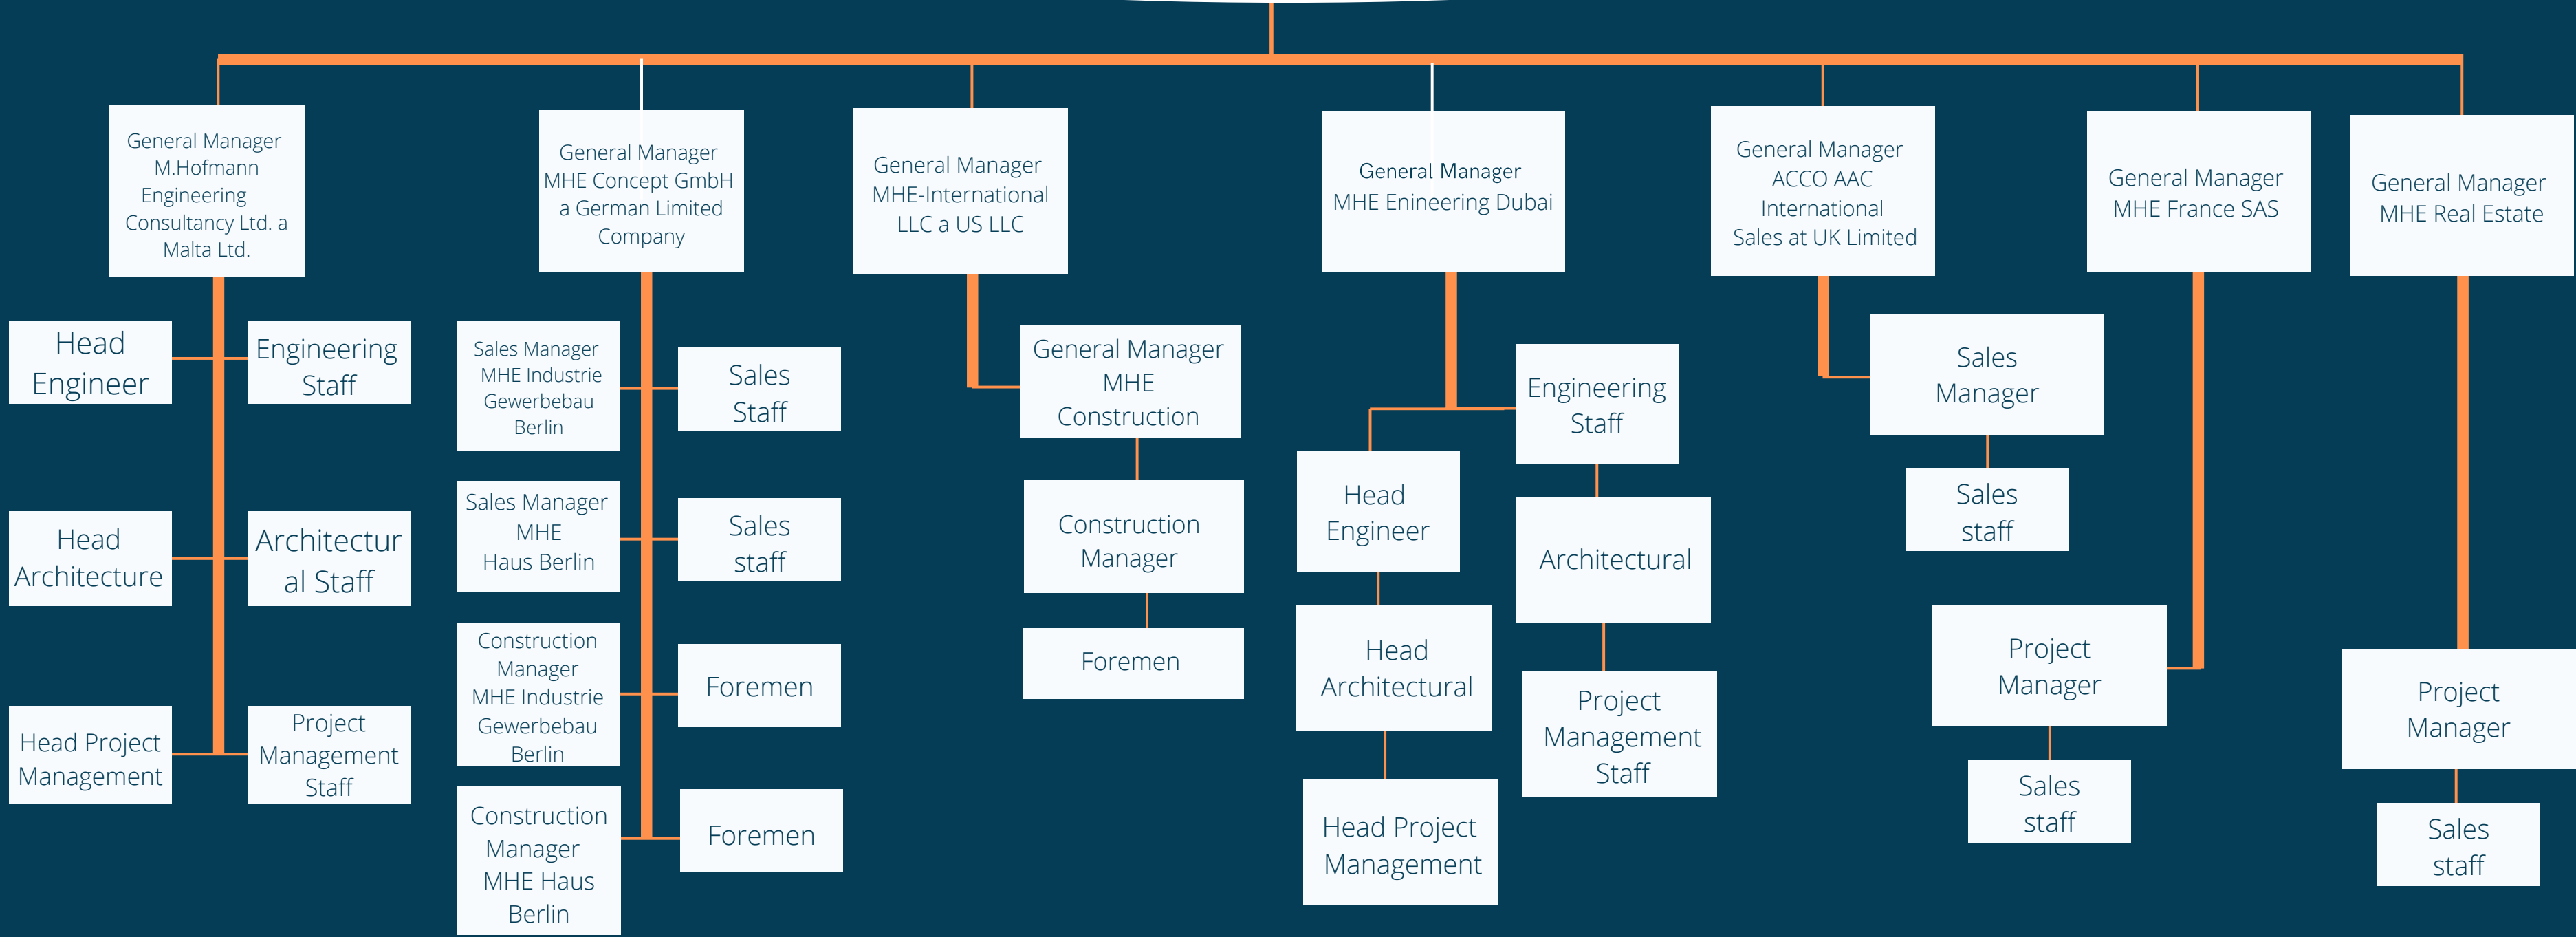 General Manager
M.Hofmann
Engineering
Consultancy Ltd. a
Malta Ltd.
General Manager
MHE Concept GmbH
a German Limited
Company
General Manager
MHE-International
LLC a US LLC
General Manager
MHE Enineering Dubai
General Manager
ACCO AAC
International
Sales at UK Limited
General Manager
MHE France SAS
General Manager
MHE Real Estate
Head
Engineer
Engineering
Staff
Head
Architecture
Architectur
al Staff
Head Project
Management
Project
Management
Staff
Sales Manager
MHE Industrie
Gewerbebau
Berlin
Sales
Staff
Sales Manager
MHE
Haus Berlin
Sales
staff
Construction
Manager
MHE Industrie
Gewerbebau
Berlin
Foremen
Construction
Manager
MHE Haus
Berlin
Foremen
General Manager
MHE
Construction
Construction
Manager
Foremen
Head
Engineer
Head
Architectural
Head Project
Management
Engineering
Staff
Architectural
Project
Management
Staff
Sales
Manager
Sales
staff
Project
Manager
Sales
staff
Project
Manager
Sales
staff